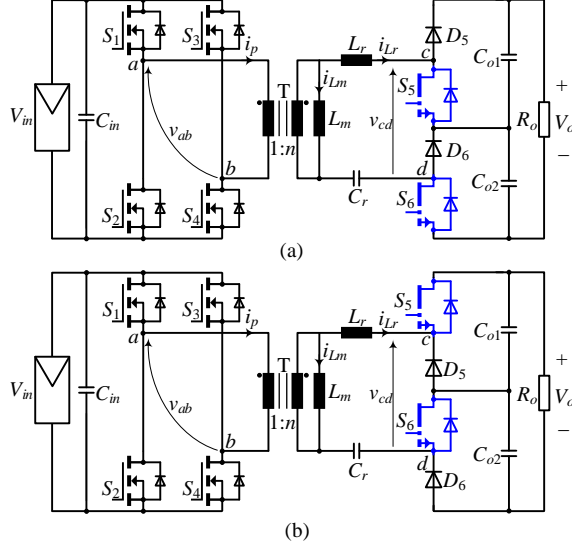 S1 S3 ip Lr iLr c D5 Co1
a iLm S5
Vin Cin vab T Lm vcd Ro + Vo −
1:n D6
b d
S2 S4 Cr S6 Co2
(a)
S1 S3 ip Lr iLr S5 Co1
a iLm c
Vin Cin vab T Lm vcd D5 Ro + Vo −
1:n S6
b d
S2 S4 Cr D6 Co2
(b)